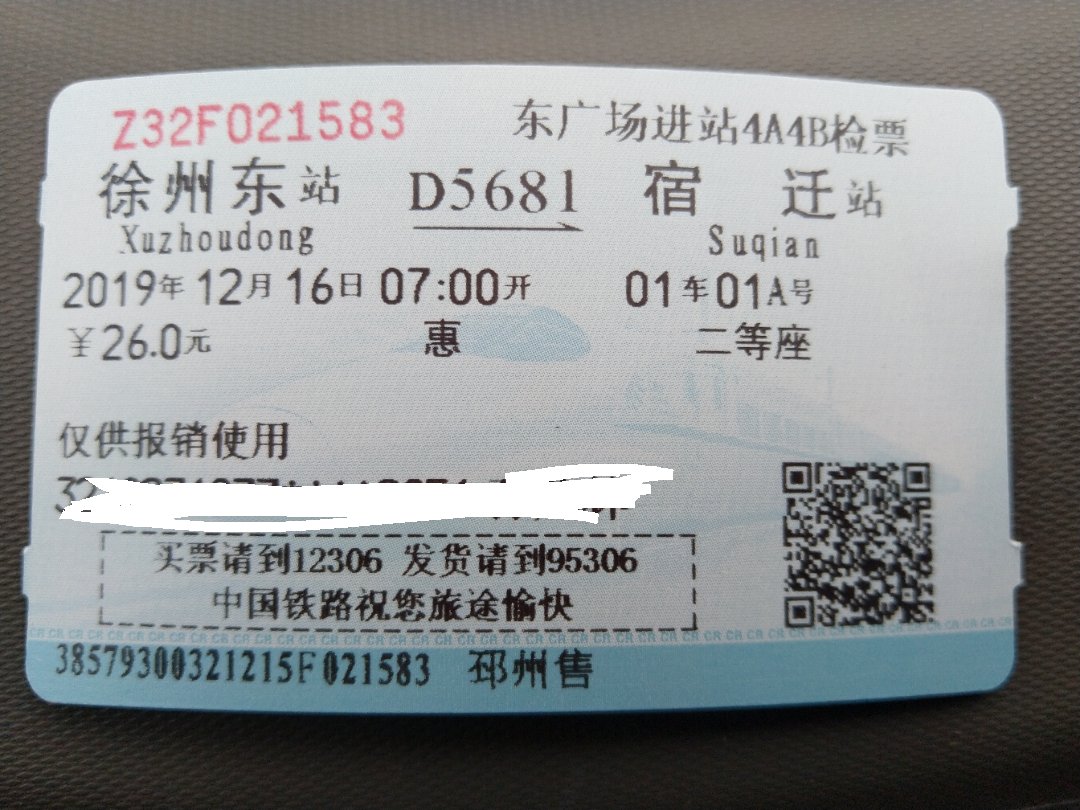 Z32F021583 东广场进站4A4B检票
徐州东站 D5681 宿迁站
Xuzhoudong Suqian
2019年12月16日07:00开 01车01A号
￥26.0元 惠 二等座
仅供报销使用
买票请到12306 发货请到95306
中国铁路祝您旅途愉快
38579300321215F021583 邳州售